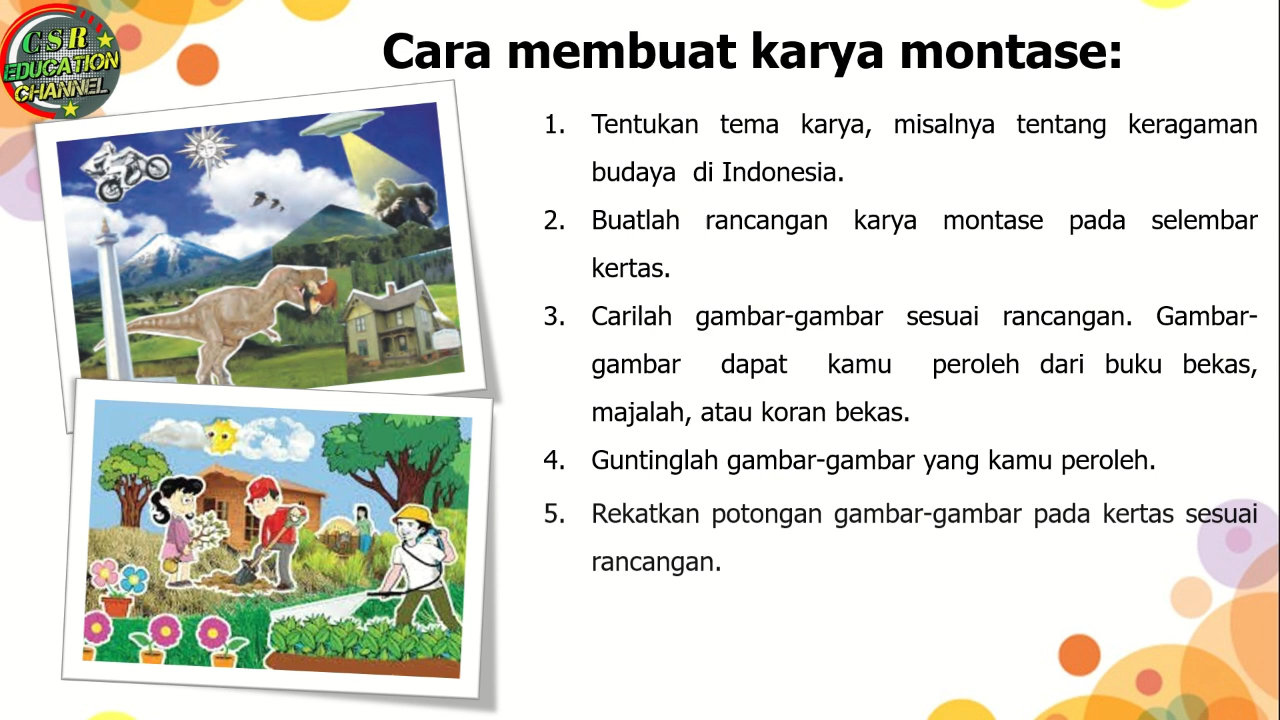 CSR
EDUCATION
CHANNEL
Cara membuat karya montase:
1. Tentukan tema karya, misalnya tentang keragaman
budaya di Indonesia.
2. Buatlah rancangan karya montase pada selembar
kertas.
3. Carilah gambar-gambar sesuai rancangan. Gambar-
gambar dapat kamu peroleh dari buku bekas,
majalah, atau koran bekas.
4. Guntinglah gambar-gambar yang kamu peroleh.
5. Rekatkan potongan gambar-gambar pada kertas sesuai
rancangan.